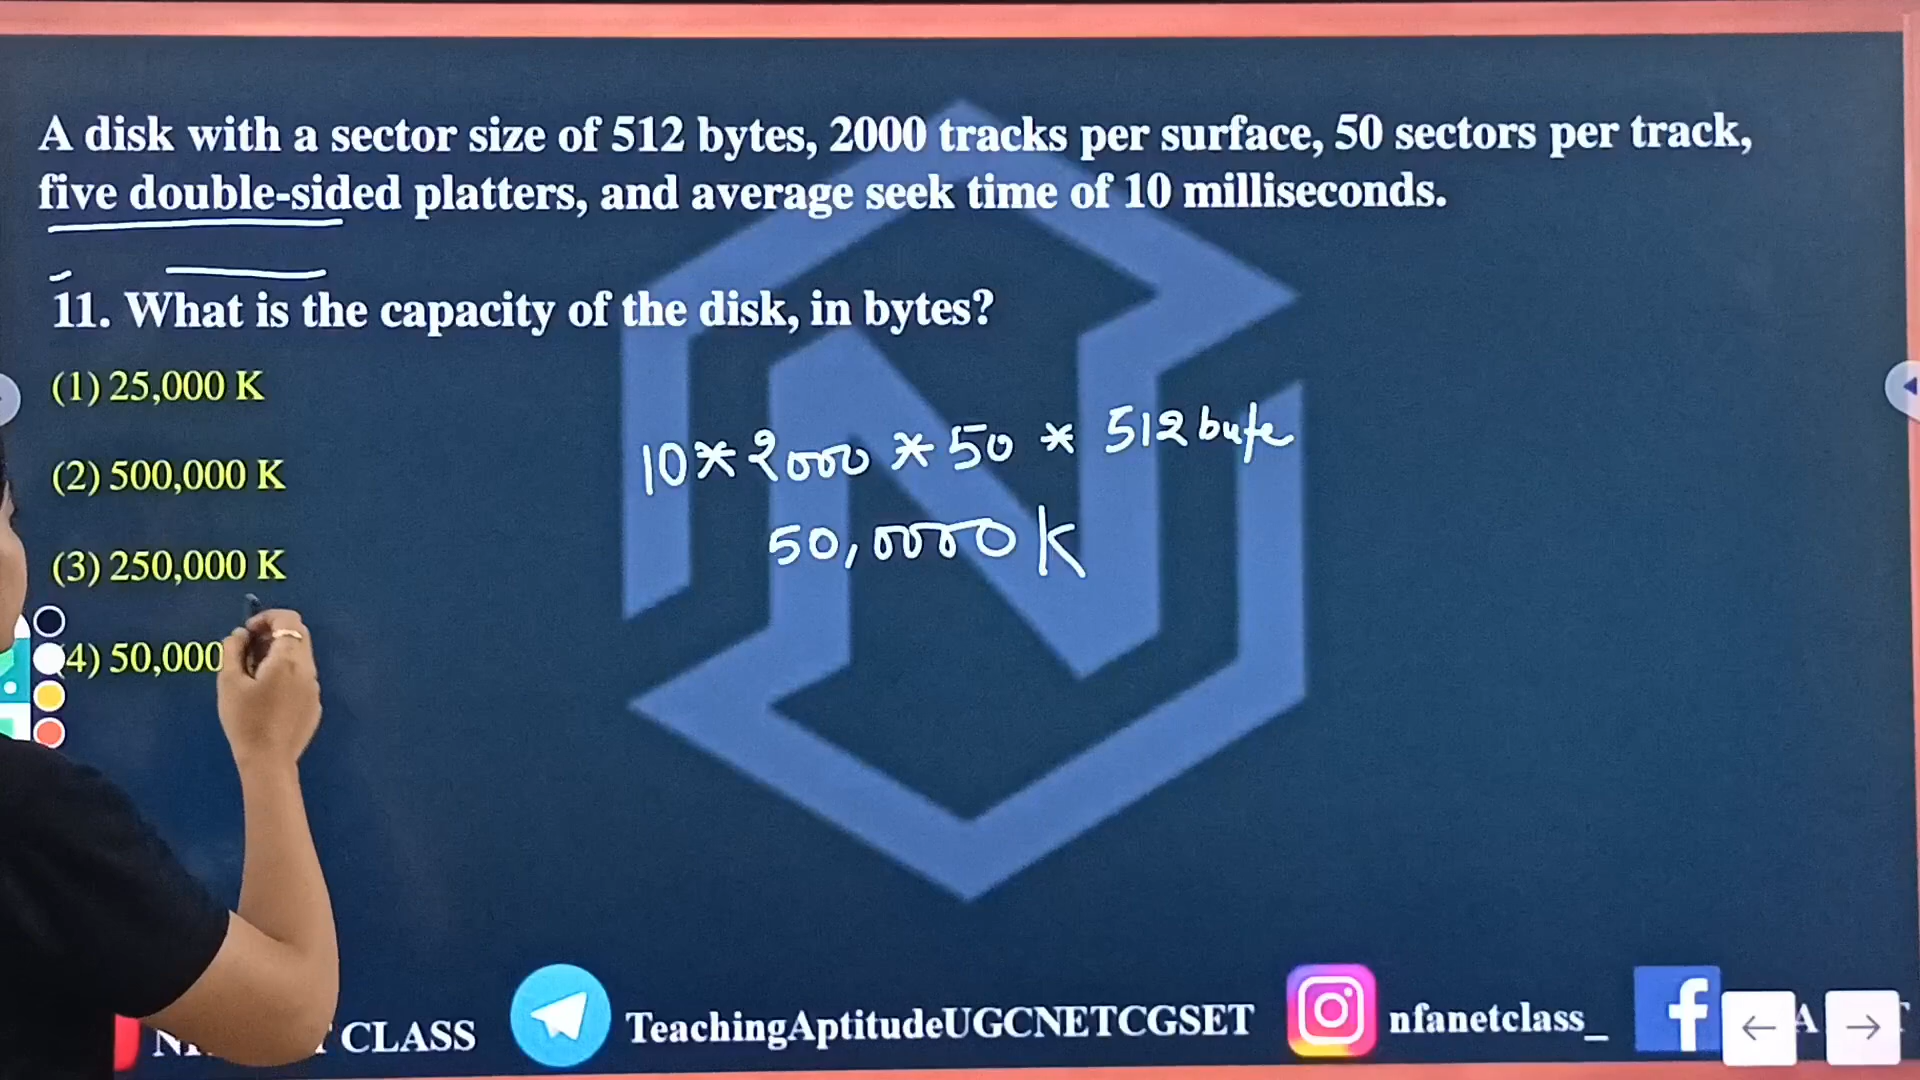 A disk with a sector size of 512 bytes, 2000 tracks per surface, 50 sectors per track,
five double-sided platters, and average seek time of 10 milliseconds.
11. What is the capacity of the disk, in bytes?
(1) 25,000 K
(2) 500,000 K
(3) 250,000 K
4) 50,000
10 * 2000 * 50 * 512 byte
50,0000 K
CLASS
TeachingAptitudeUGCNETCGSET
nfanetclass_